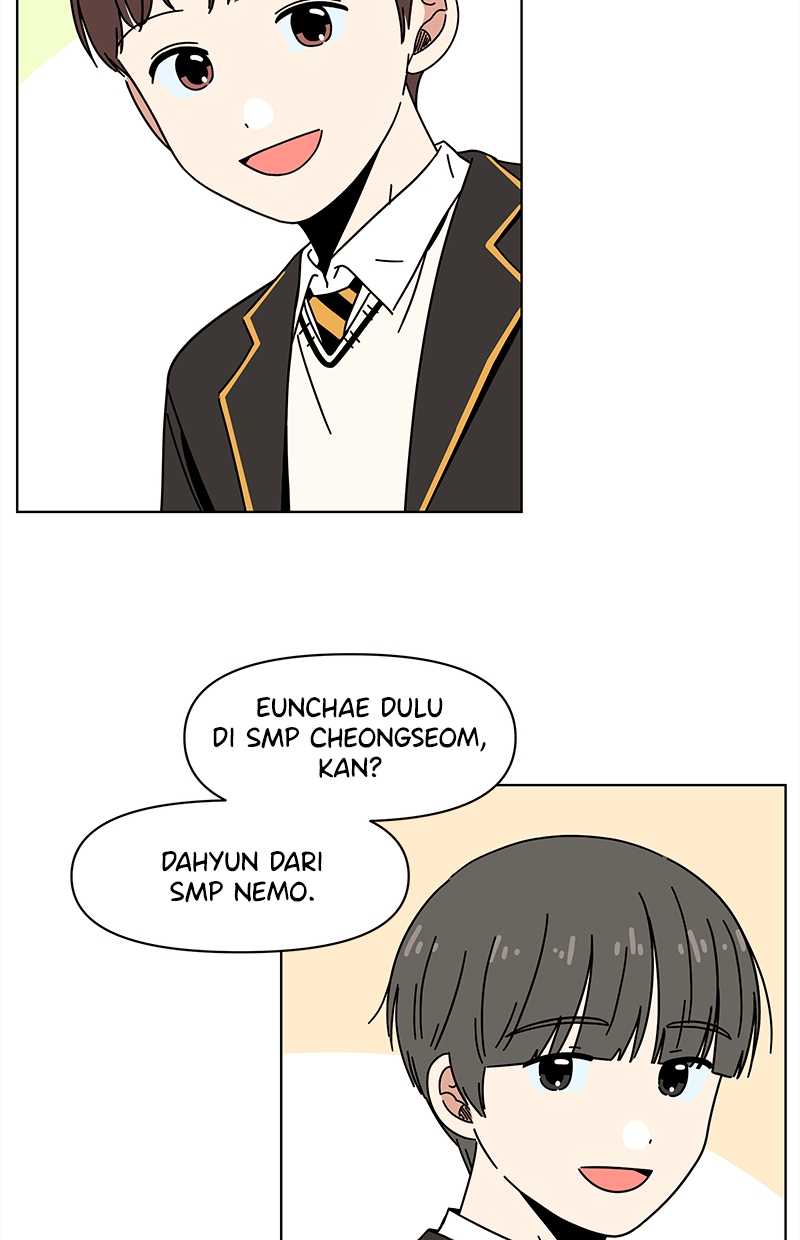 EUNCHAE DULU
DI SMP CHEONGSEOM,
KAN?
DAHYUN DARI
SMP NEMO.